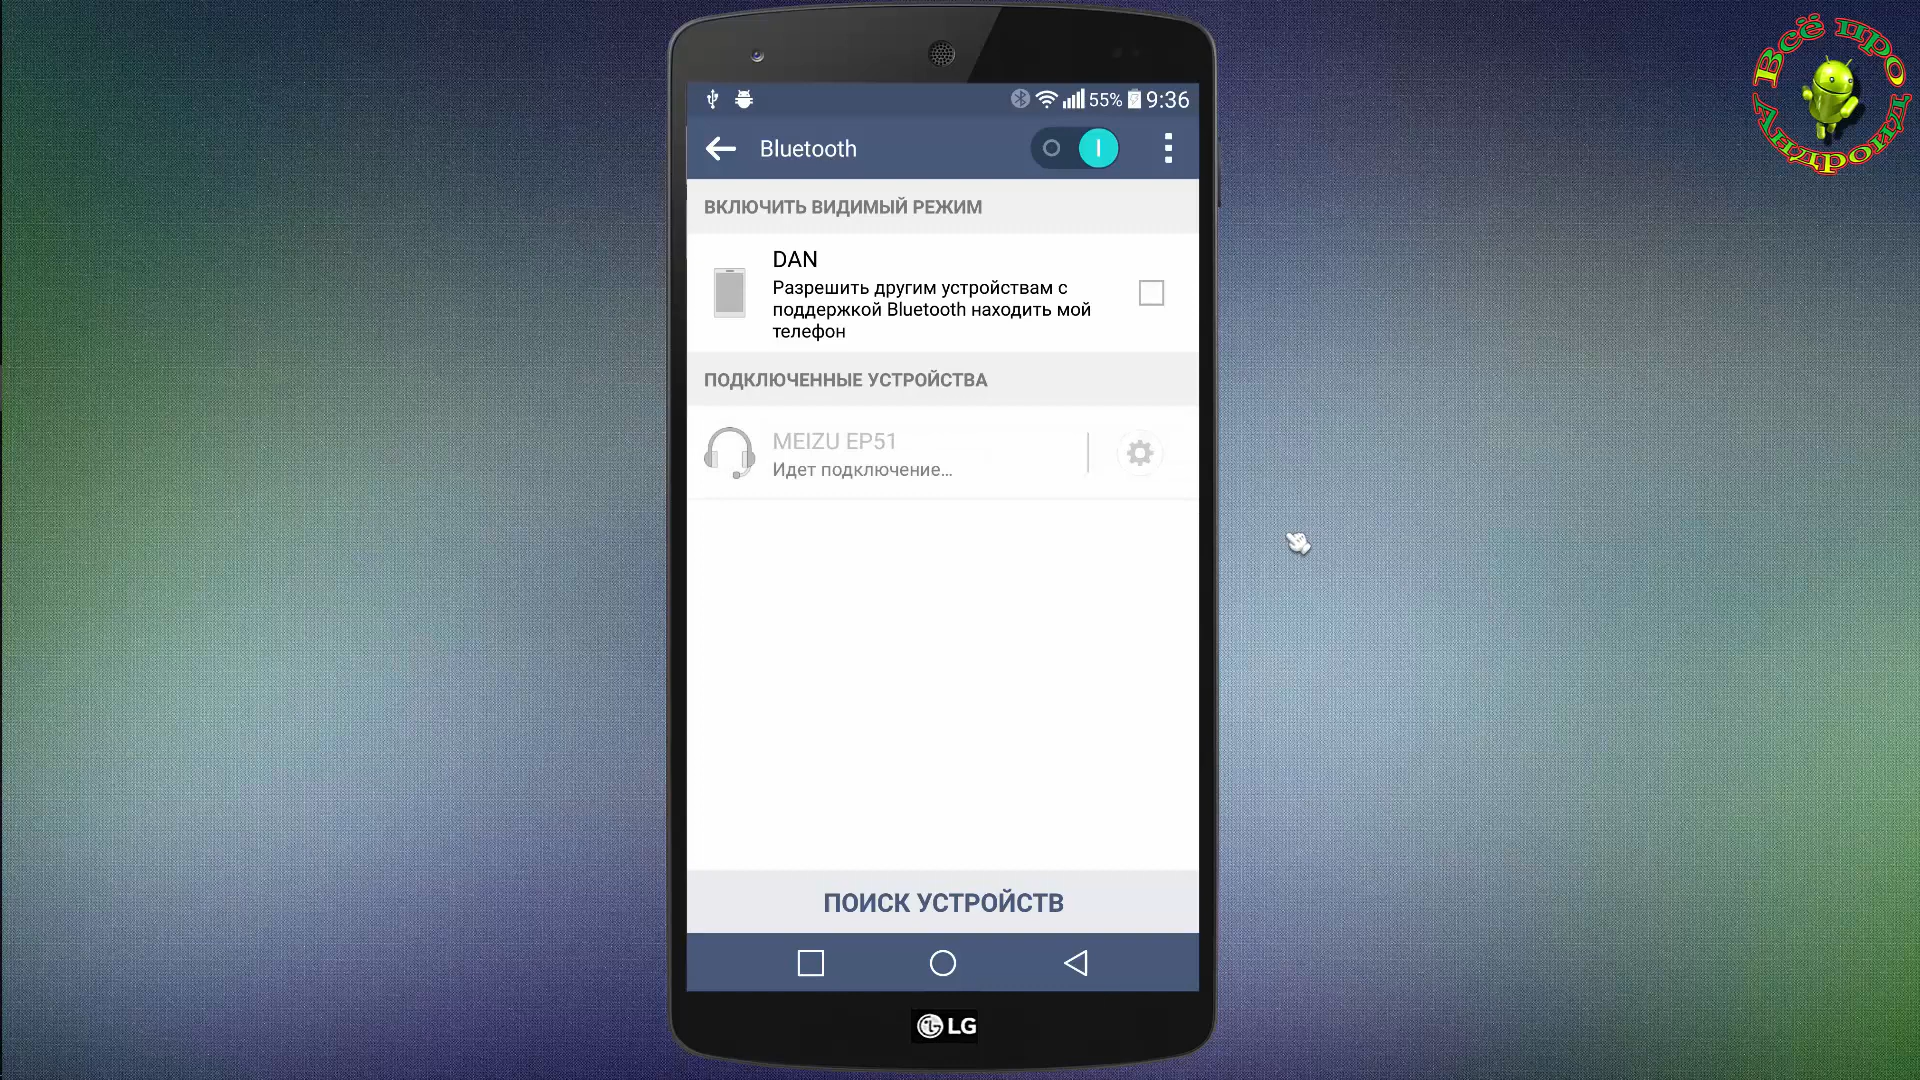 Всё про Андройд
55% 9:36
Bluetooth
ВКЛЮЧИТЬ ВИДИМЫЙ РЕЖИМ
DAN
Разрешить другим устройствам с
поддержкой Bluetooth находить мой
телефон
ПОДКЛЮЧЕННЫЕ УСТРОЙСТВА
MEIZU EP51
Идет подключение...
ПОИСК УСТРОЙСТВ
LG